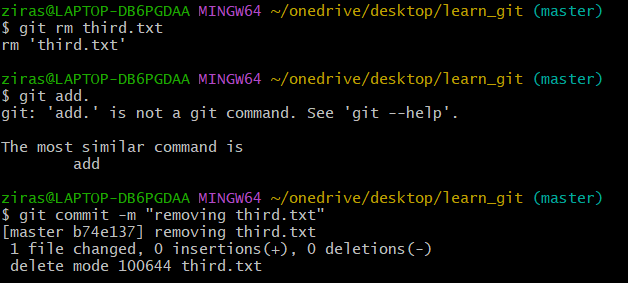 ziras@LAPTOP-DB6PGDAA MINGW64 ~/onedrive/desktop/learn_git (master)
$ git rm third.txt
rm 'third.txt'
ziras@LAPTOP-DB6PGDAA MINGW64 ~/onedrive/desktop/learn_git (master)
$ git add.
git: 'add.' is not a git command. See 'git --help'.
The most similar command is
add
ziras@LAPTOP-DB6PGDAA MINGW64 ~/onedrive/desktop/learn_git (master)
$ git commit -m "removing third.txt"
[master b74e137] removing third.txt
1 file changed, 0 insertions(+), 0 deletions(-)
delete mode 100644 third.txt